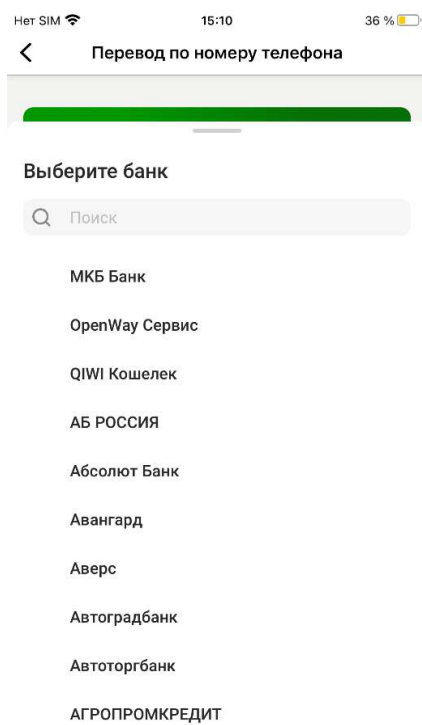 Нет SIM 15:10 36 %
Перевод по номеру телефона
Выберите банк
Поиск
МКБ Банк
OpenWay Сервис
QIWI Кошелек
АБ РОССИЯ
Абсолют Банк
Авангард
Аверс
Автоградбанк
Автоторгбанк
АГРОПРОМКРЕДИТ